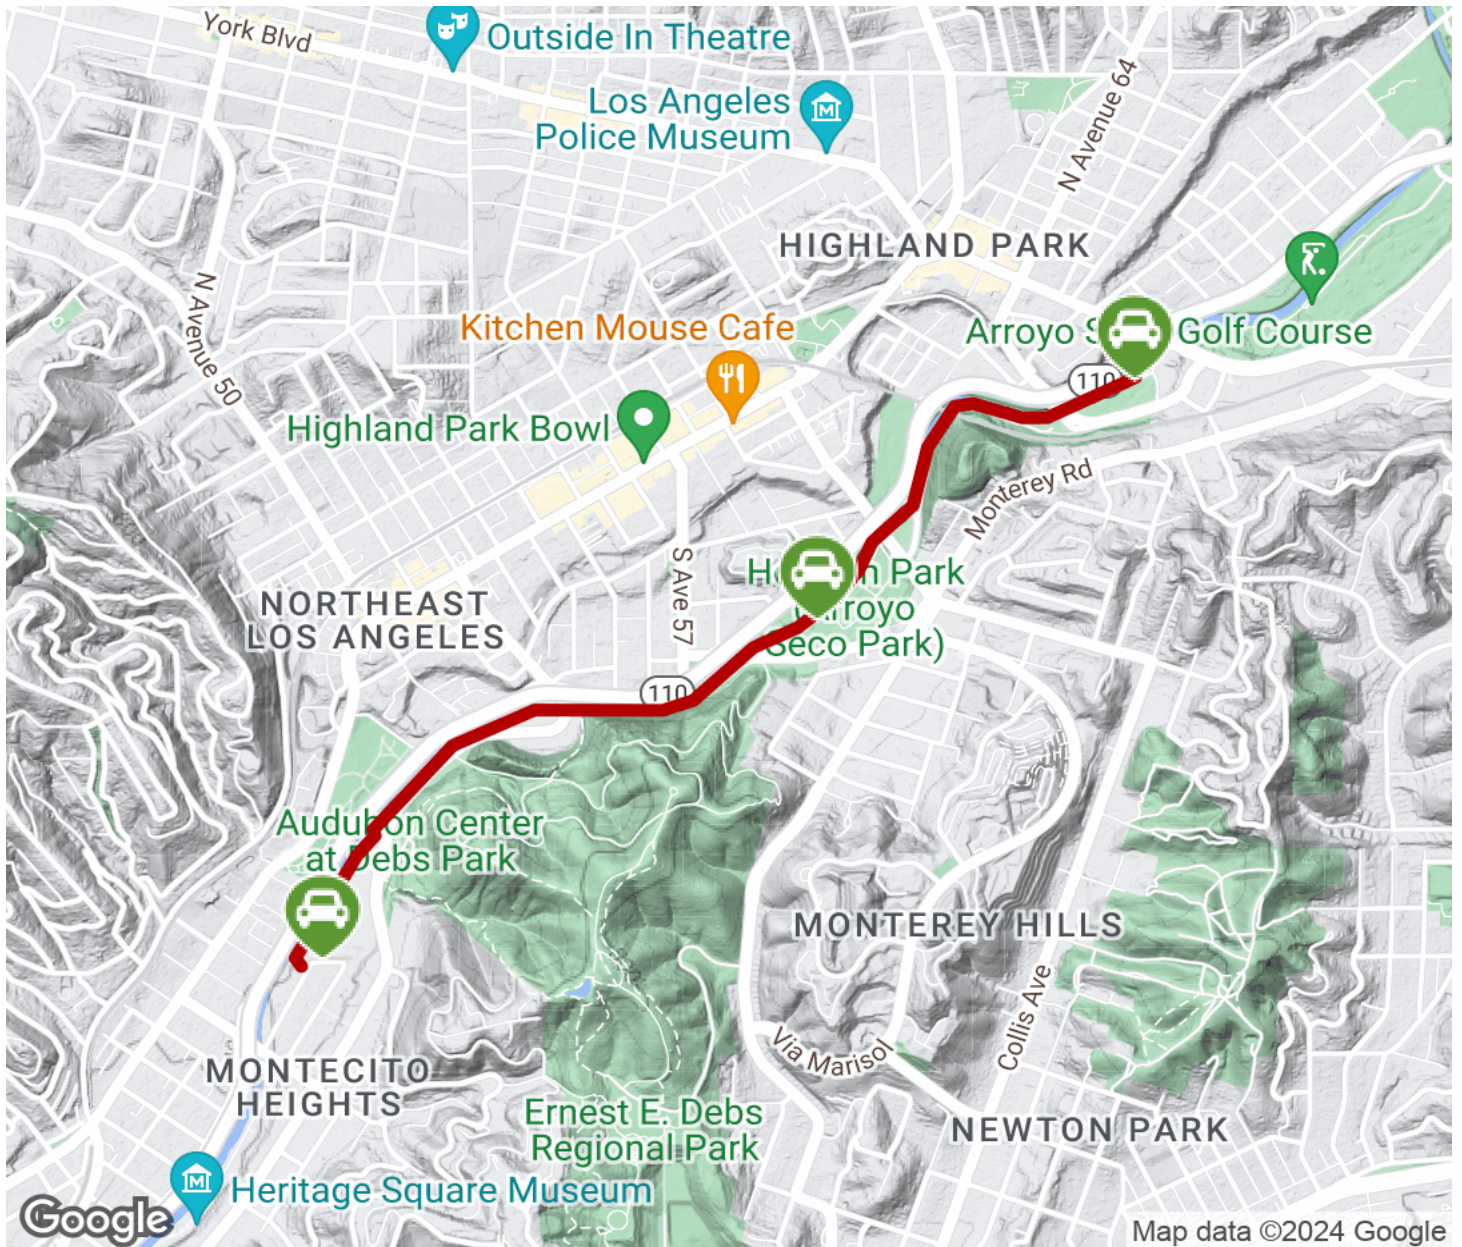 York Blvd
Outside In Theatre
Los Angeles
Police Museum
N Avenue 64
HIGHLAND PARK
N Avenue 50
Kitchen Mouse Cafe
Arroyo S
Golf Course
110
Highland Park Bowl
Monterey Rd
S Ave 57
Park
NORTHEAST
LOS ANGELES
Seco Park)
110
Audubon Center
at Debs Park
MONTEREY HILLS
Collis Ave
Via Marisol
MONTECITO
HEIGHTS
Ernest E. Debs
Regional Park
NEWTON PARK
Heritage Square Museum
Google
Map data ©2024 Google